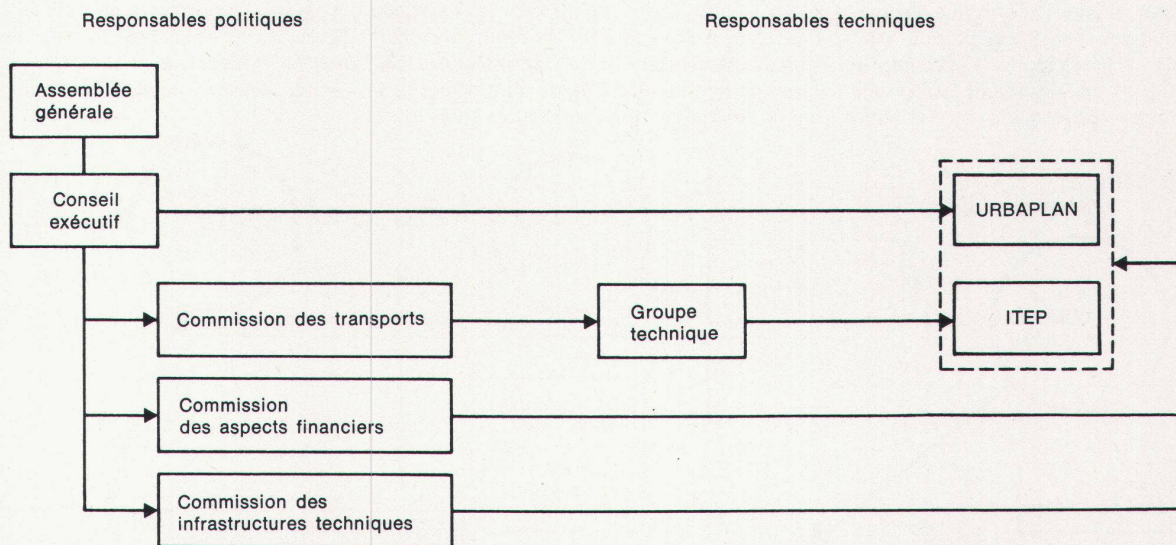 Responsables politiques
Responsables techniques
Assemblée
générale
Conseil
exécutif
URBAPLAN
Commission des transports
Groupe
technique
ITEP
Commission
des aspects financiers
Commission des
infrastructures techniques